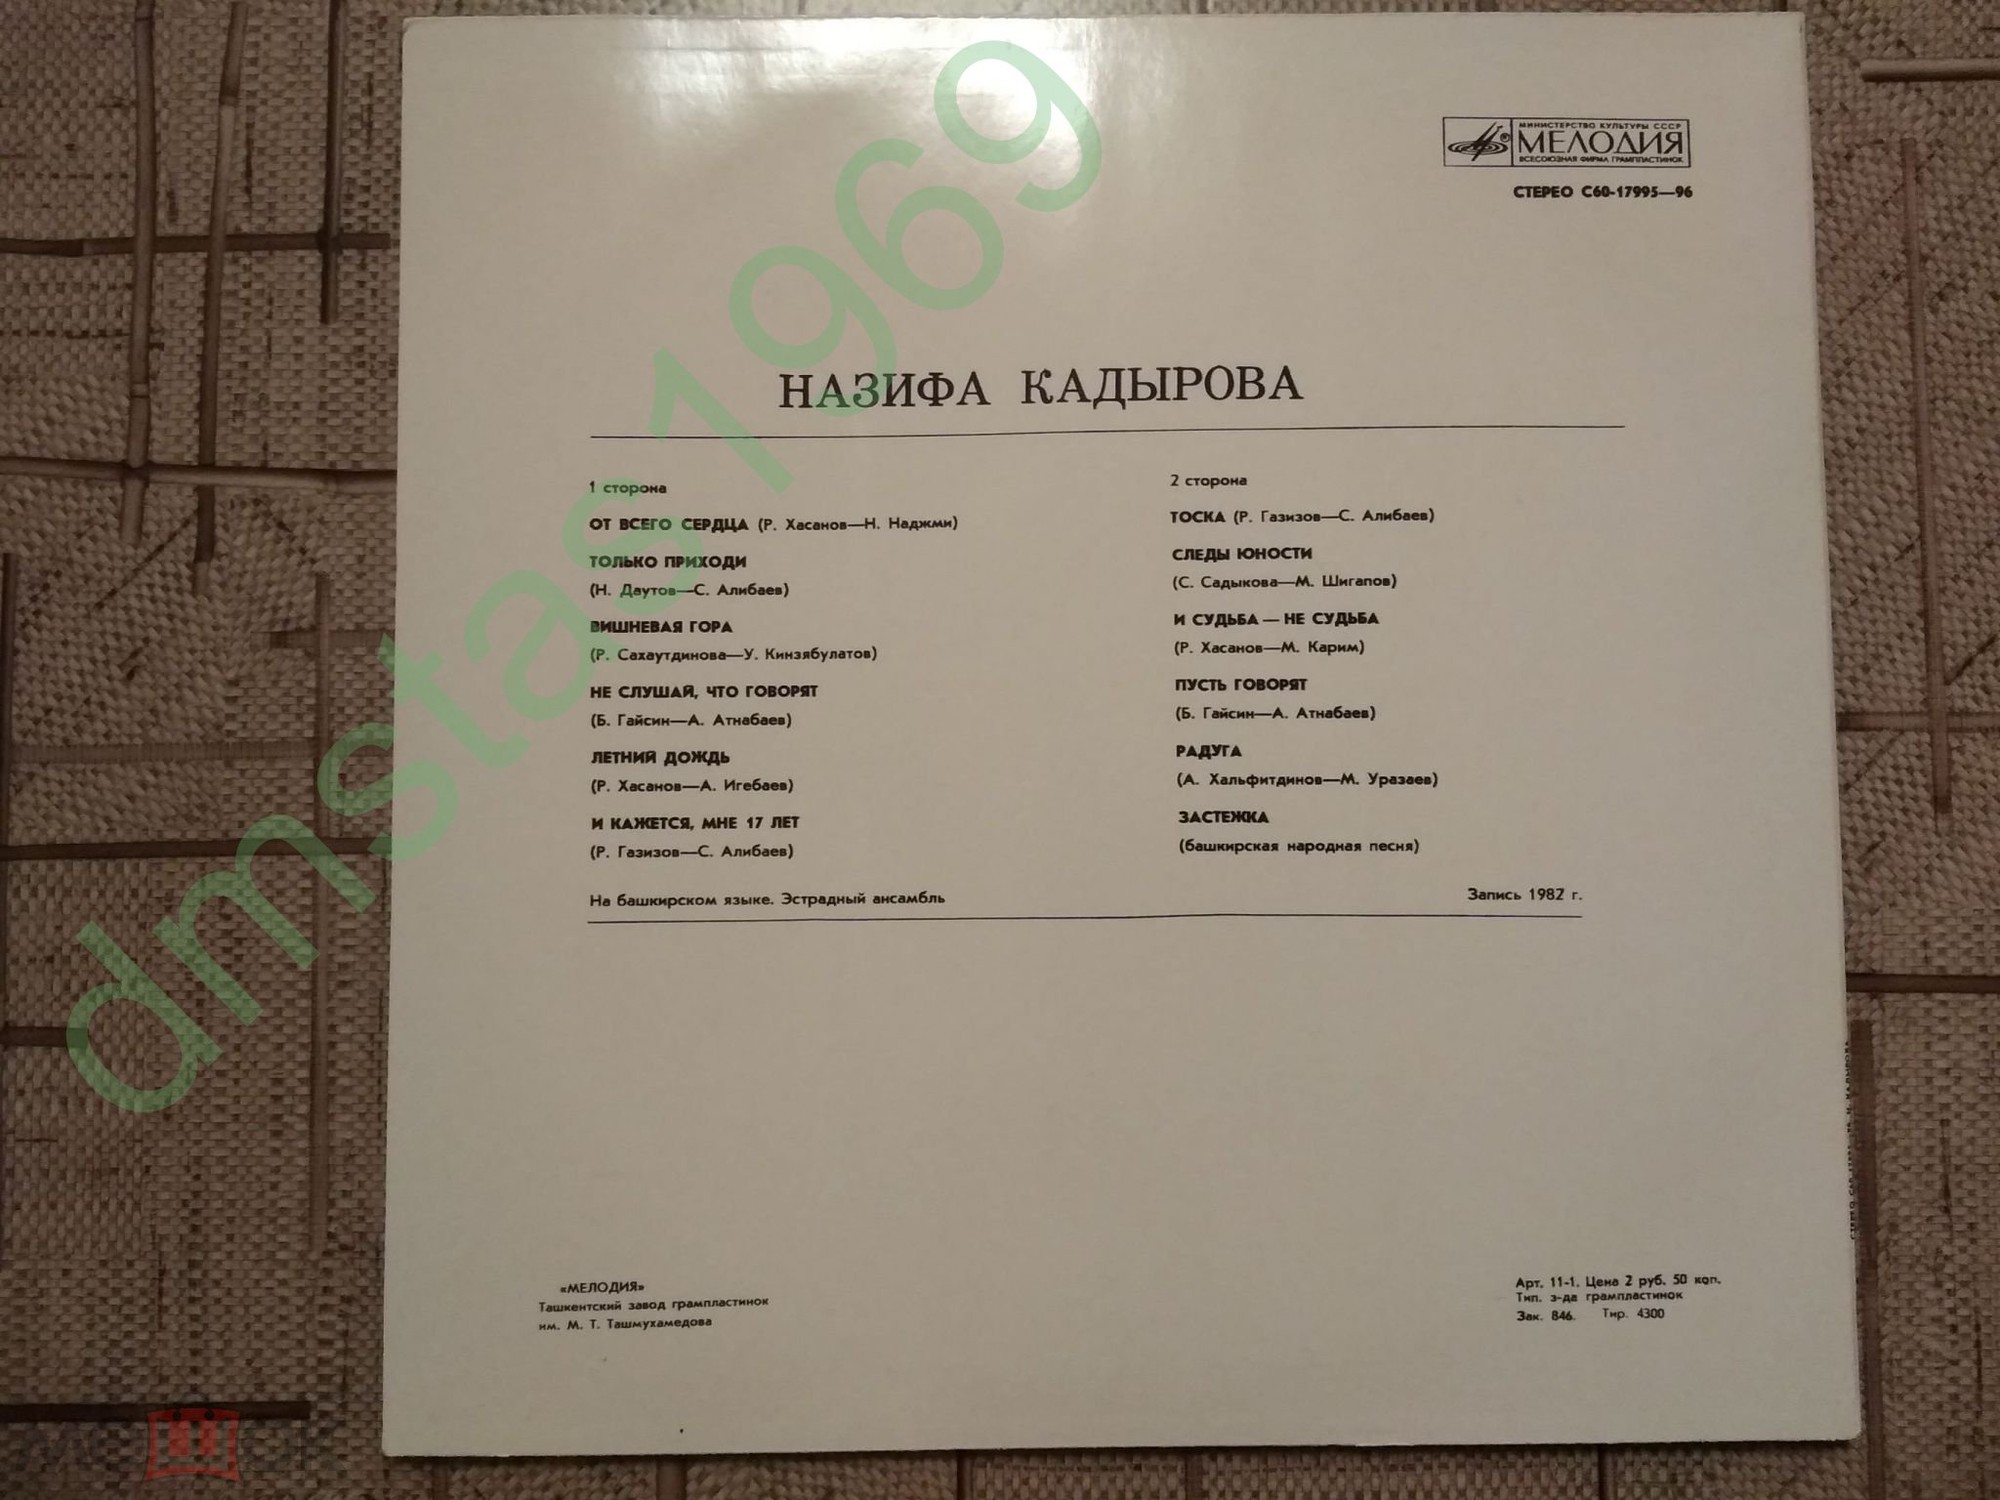 МИНИСТЕРСТВО КУЛЬТУРЫ СССР
МЕЛОДИЯ
ВСЕСОЮЗНАЯ ФИРМА ГРАМПЛАСТИНОК
СТЕРЕО С60-17995—96
НАЗИФА КАДЫРОВА
1 сторона
ОТ ВСЕГО СЕРДЦА (Р. Хасанов—Н. Наджми)
ТОЛЬКО ПРИХОДИ
(Н. Даутов—С. Алибаев)
ВИШНЕВАЯ ГОРА
(Р. Сахаутдинова—У. Кинзябулатов)
НЕ СЛУШАЙ, ЧТО ГОВОРЯТ
(Б. Гайсин—А. Атнабаев)
ЛЕТНИЙ ДОЖДЬ
(Р. Хасанов—А. Игебаев)
И КАЖЕТСЯ, МНЕ 17 ЛЕТ
(Р. Газизов—С. Алибаев)
2 сторона
ТОСКА (Р. Газизов—С. Алибаев)
СЛЕДЫ ЮНОСТИ
(С. Садыкова—М. Шигапов)
И СУДЬБА — НЕ СУДЬБА
(Р. Хасанов—М. Карим)
ПУСТЬ ГОВОРЯТ
(Б. Гайсин—А. Атнабаев)
РАДУГА
(А. Хальфитдинов—М. Уразаев)
ЗАСТЕЖКА
(башкирская народная песня)
На башкирском языке. Эстрадный ансамбль
Запись 1982 г.
«МЕЛОДИЯ»
Ташкентский завод грампластинок
им. М. Т. Ташмухамедова
Арт. 11-1. Цена 2 руб. 50 коп.
Тип. з-да грампластинок
Зак. 846. Тир. 4300
dmstas1969